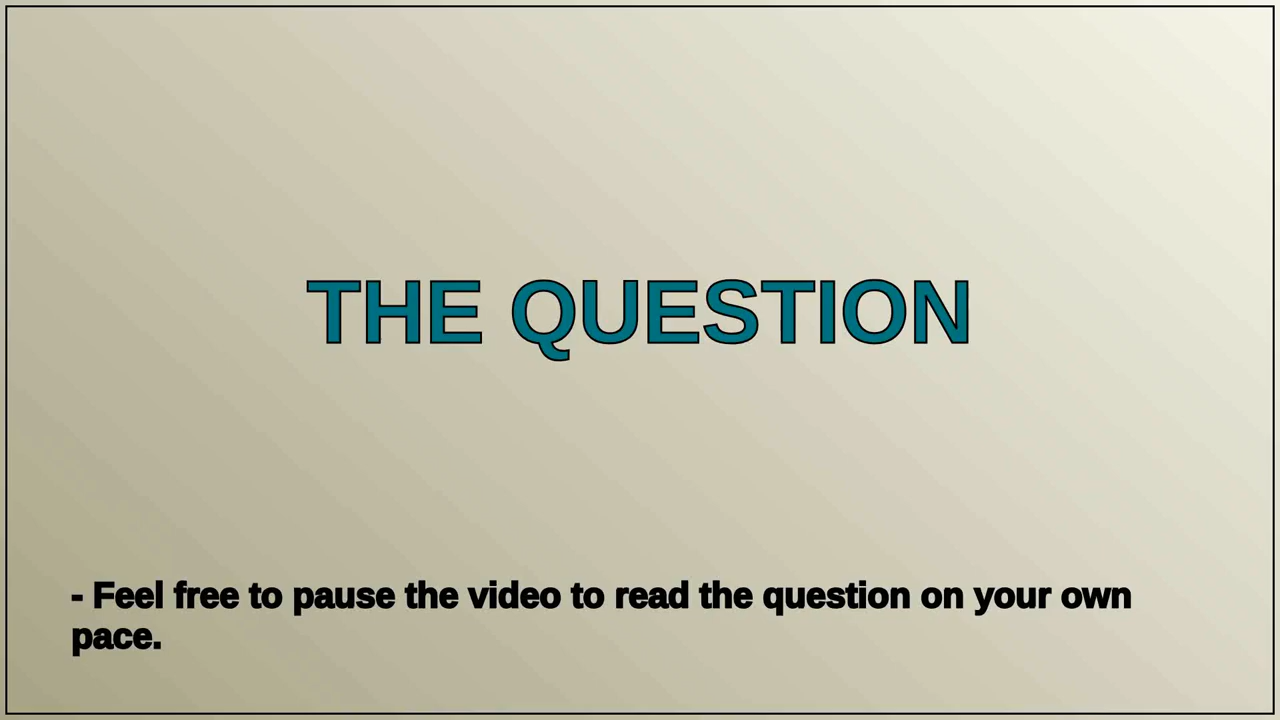 THE QUESTION
- Feel free to pause the video to read the question on your own
pace.